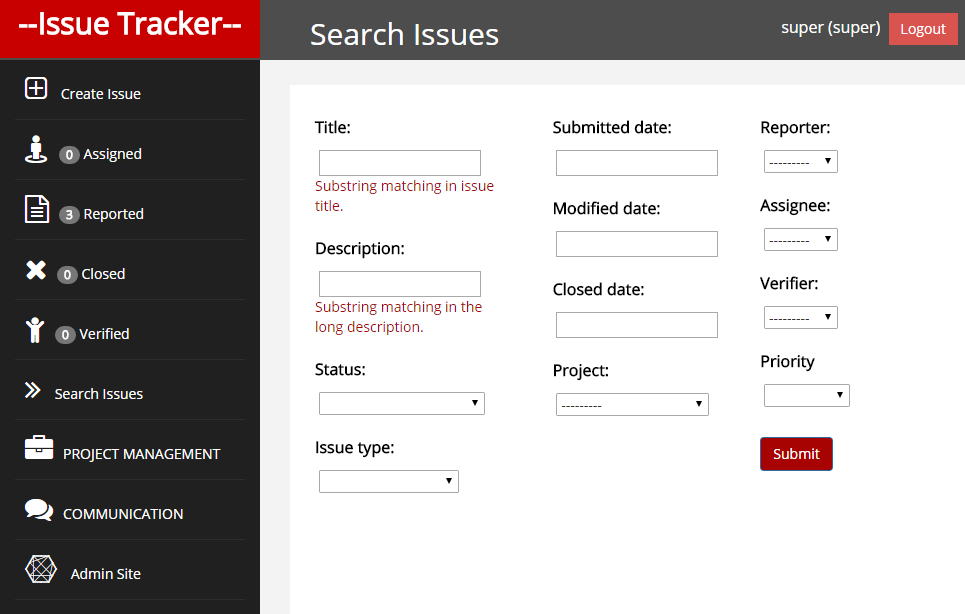 --Issue Tracker--
Search Issues
super (super)
Logout
Create Issue
0 Assigned
3 Reported
0 Closed
0 Verified
Search Issues
PROJECT MANAGEMENT
COMMUNICATION
Admin Site
Title:
Substring matching in issue
title.
Description:
Substring matching in the
long description.
Status:
Issue type:
Submitted date:
Modified date:
Closed date:
Project:
---------
Reporter:
---------
Assignee:
---------
Verifier:
---------
Priority
Submit